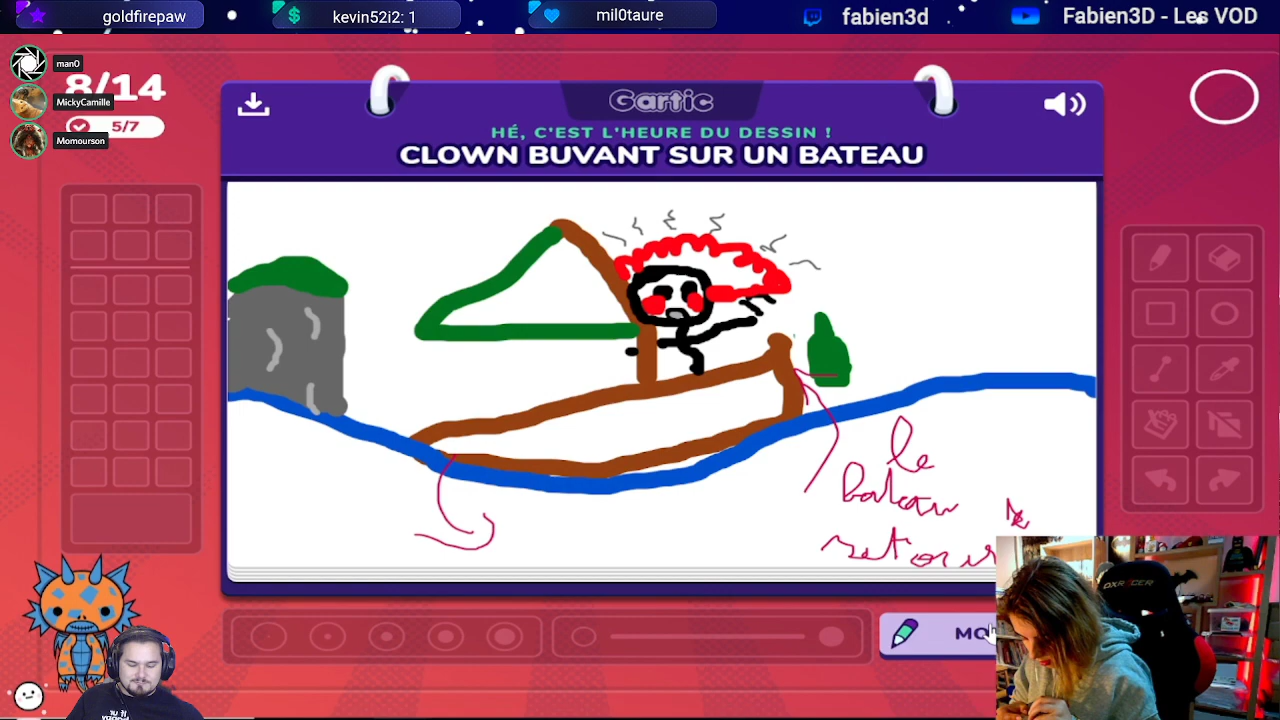 goldfirepaw
kevin52i2: 1
mil0taure
fabien3d
Fabien3D - Les VOD
man0
8/14
MickyCamille
5/7
Momourson
Gartic
HÉ, C'EST L'HEURE DU DESSIN !
CLOWN BUVANT SUR UN BATEAU
le
bateau
DXRACER